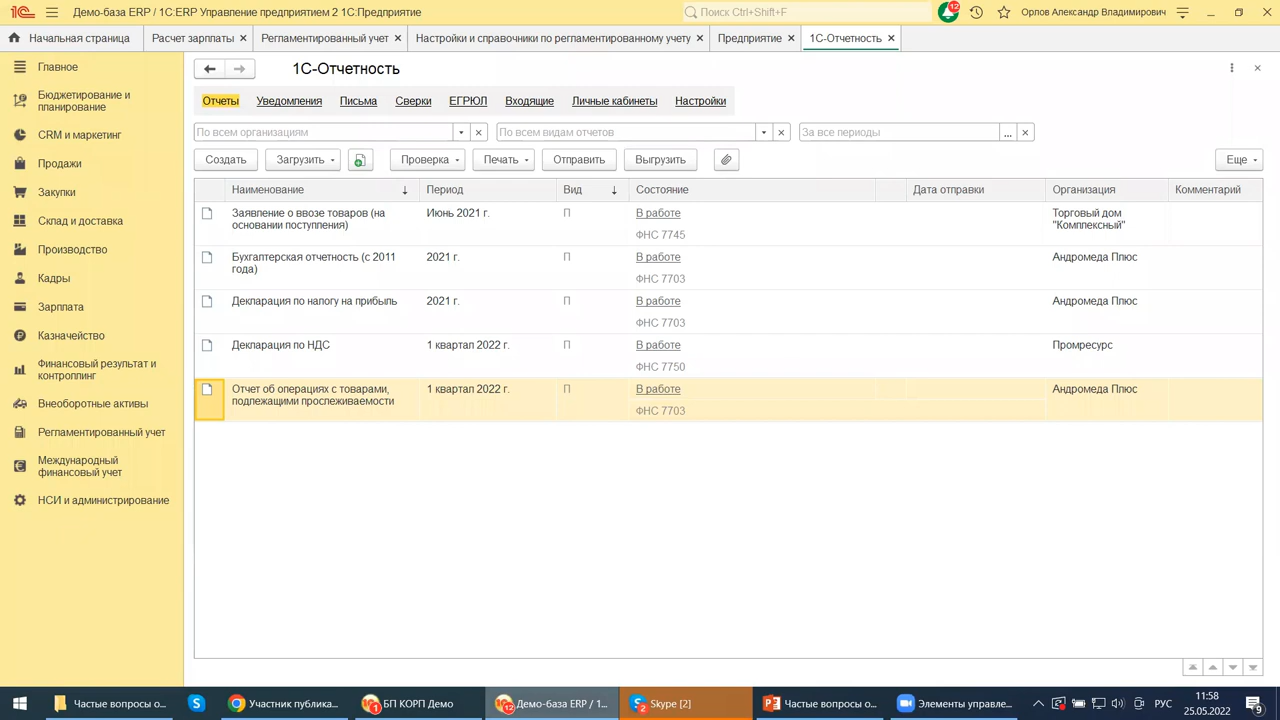 Демо-база ERP / 1С:ERP Управление предприятием 2 1С:Предприятие
Поиск Ctrl+Shift+F
12
Орлов Александр Владимирович
Начальная страница
Расчет зарплаты ×
Регламентированный учет ×
Настройки и справочники по регламентированному учету ×
Предприятие ×
1С-Отчетность ×
Главное
Бюджетирование и
планирование
CRM и маркетинг
Продажи
Закупки
Склад и доставка
Производство
Кадры
Зарплата
Казначейство
Финансовый результат и
контроллинг
Внеоборотные активы
Регламентированный учет
Международный
финансовый учет
НСИ и администрирование
1С-Отчетность
Отчеты Уведомления Письма Сверки ЕГРЮЛ Входящие Личные кабинеты Настройки
По всем организациям По всем видам отчетов За все периоды ...
Создать Загрузить Проверка Печать Отправить Выгрузить Еще
Наименование Период Вид Состояние Дата отправки Организация Комментарий
Заявление о ввозе товаров (на Июнь 2021 г. П В работе Торговый дом
основании поступления) "Комплексный"
ФНС 7745
Бухгалтерская отчетность (с 2011 2021 г. П В работе Андромеда Плюс
года)
ФНС 7703
Декларация по налогу на прибыль 2021 г. П В работе Андромеда Плюс
ФНС 7703
Декларация по НДС 1 квартал 2022 г. П В работе Промресурс
ФНС 7750
Отчет об операциях с товарами, 1 квартал 2022 г. П В работе Андромеда Плюс
подлежащими прослеживаемости
ФНС 7703
Частые вопросы о...
Участник публика...
БП КОРП Демо
Демо-база ERP / 1...
Skype [2]
Частые вопросы о...
Элементы управле...
РУС
11:58
25.05.2022
9